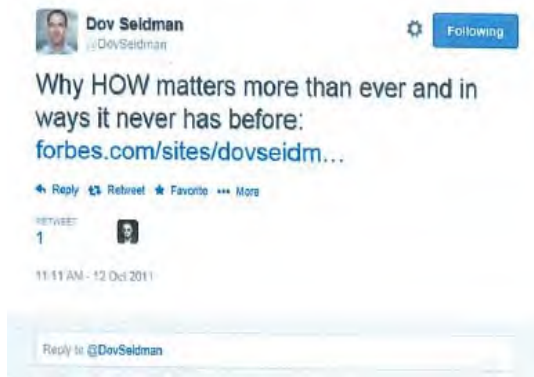 Dov Seidman
@DovSeidman
Following
Why HOW matters more than ever and in
ways it never has before:
forbes.com/sites/dovseidm...
Reply Retweet Favorite ••• More
RETWEET
1
11:11 AM - 12 Oct 2011
Reply to @DovSeidman